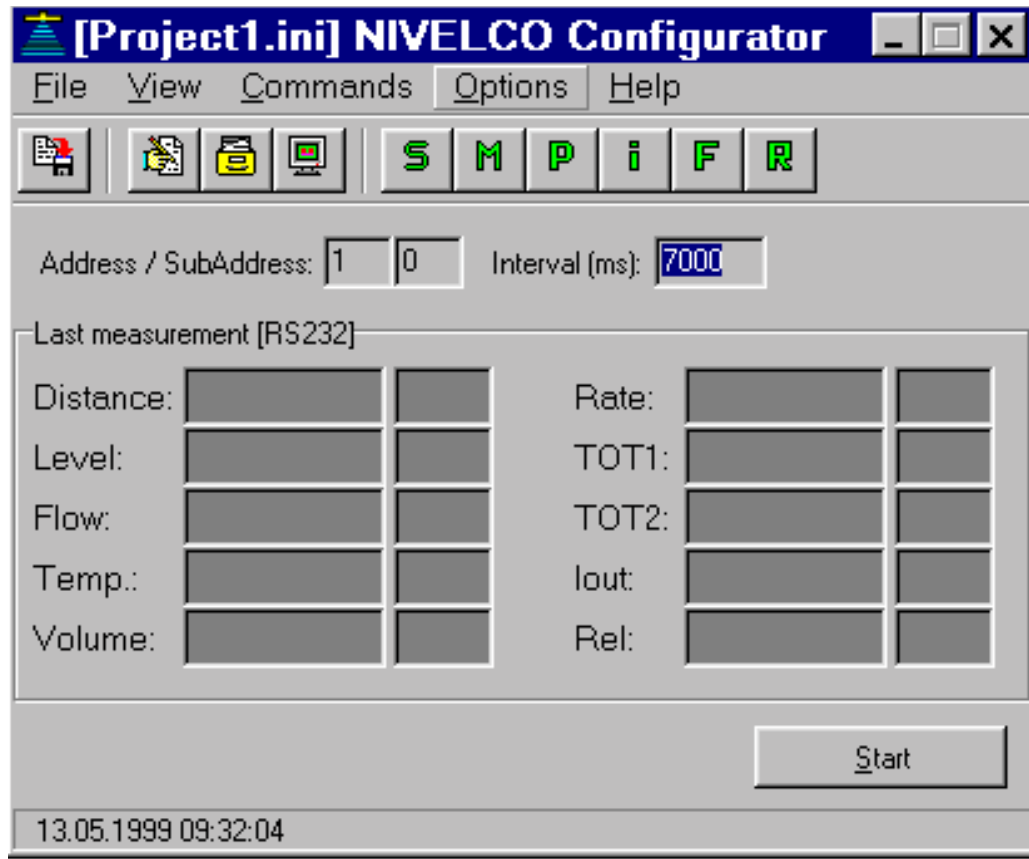 [Project1.ini] NIVELCO Configurator
File View Commands Options Help
S M P i F R
Address / SubAddress: 1 0 Interval (ms): 7000
Last measurement [RS232]
Distance: Rate:
Level: TOT1:
Flow: TOT2:
Temp.: Iout:
Volume: Rel:
Start
13.05.1999 09:32:04